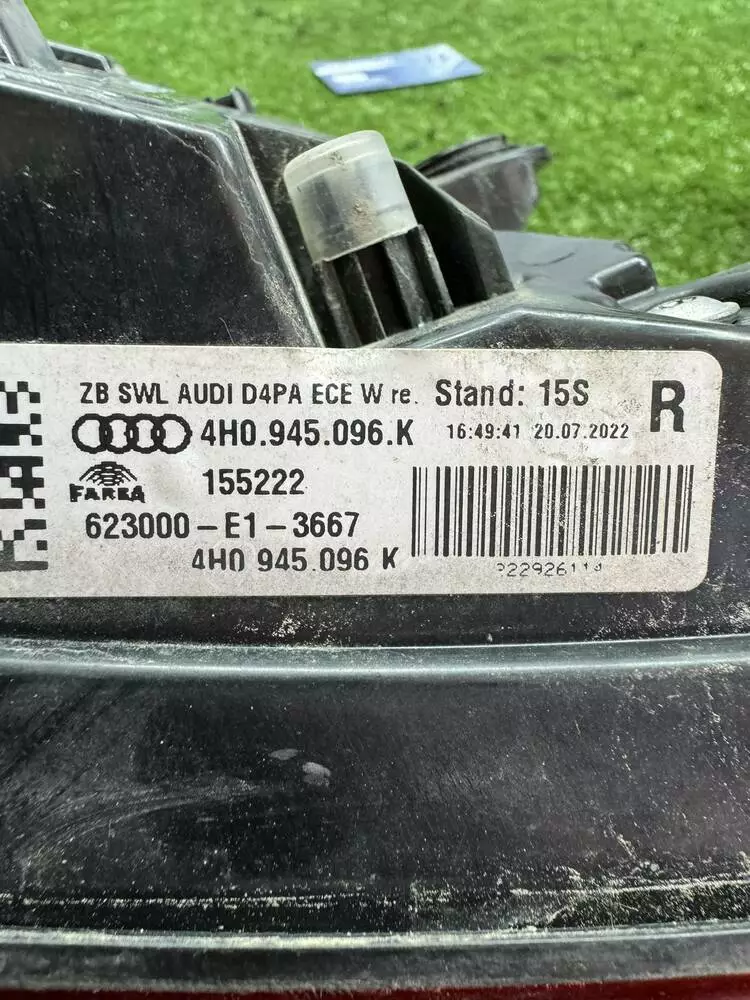 ZB SWL AUDI D4PA ECE W re. Stand: 15S R
4H0.945.096.K 16:49:41 20.07.2022
FARBA 155222
623000-E1-3667
4H0 945.096 K